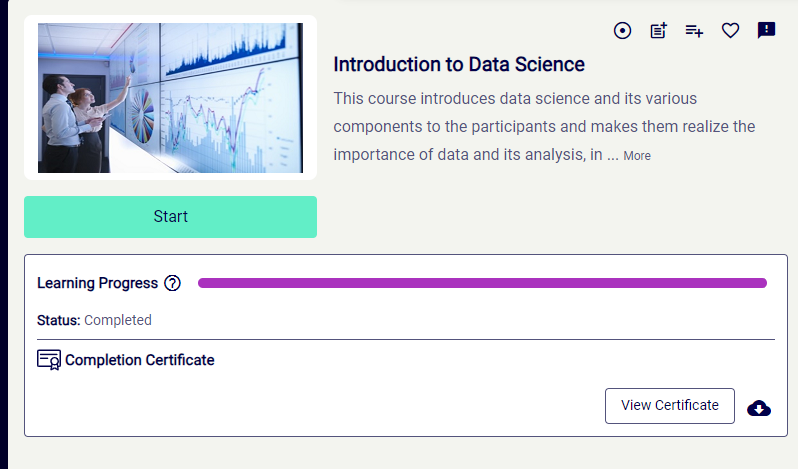 Introduction to Data Science
This course introduces data science and its various
components to the participants and makes them realize the
importance of data and its analysis, in ... More
Start
Learning Progress
Status: Completed
Completion Certificate
View Certificate